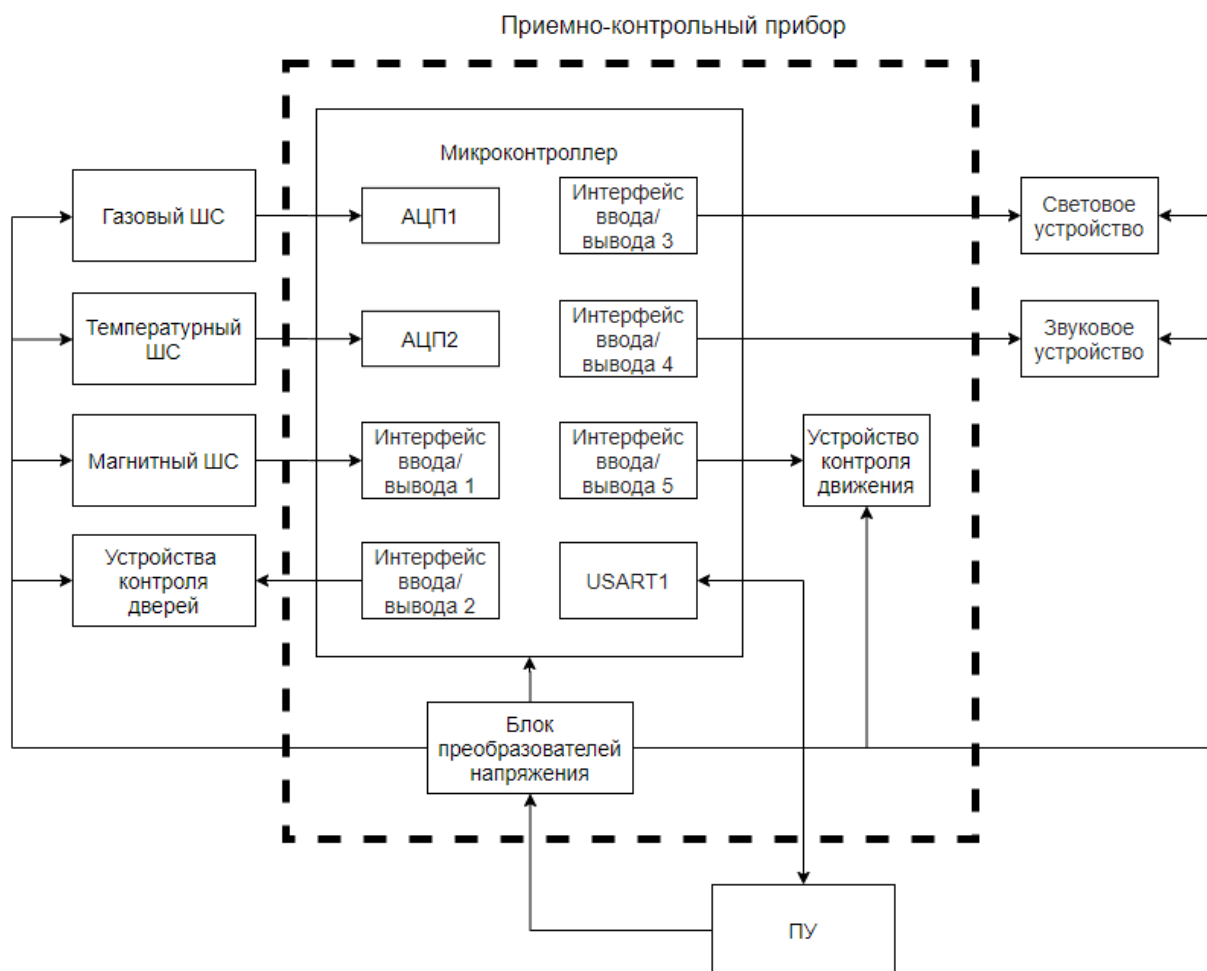 Приемно-контрольный прибор
Микроконтроллер
Газовый ШС
АЦП1
Интерфейс
ввода/
вывода 3
Световое
устройство
Температурный
ШС
АЦП2
Интерфейс
ввода/
вывода 4
Звуковое
устройство
Магнитный ШС
Интерфейс
ввода/
вывода 1
Интерфейс
ввода/
вывода 5
Устройство
контроля
движения
Устройства
контроля
дверей
Интерфейс
ввода/
вывода 2
USART1
Блок
преобразователей
напряжения
ПУ